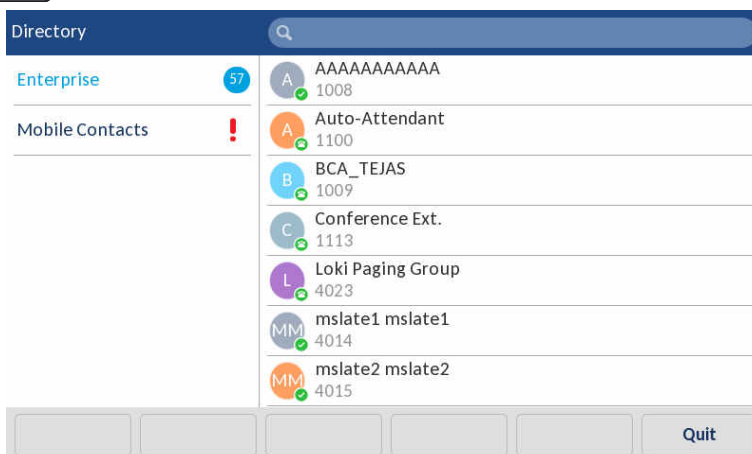 Directory
Enterprise
57
Mobile Contacts
A
AAAAAAAAAAA
1008
A
Auto-Attendant
1100
B
BCA_TEJAS
1009
C
Conference Ext.
1113
L
Loki Paging Group
4023
MM
mslate1 mslate1
4014
MM
mslate2 mslate2
4015
Quit